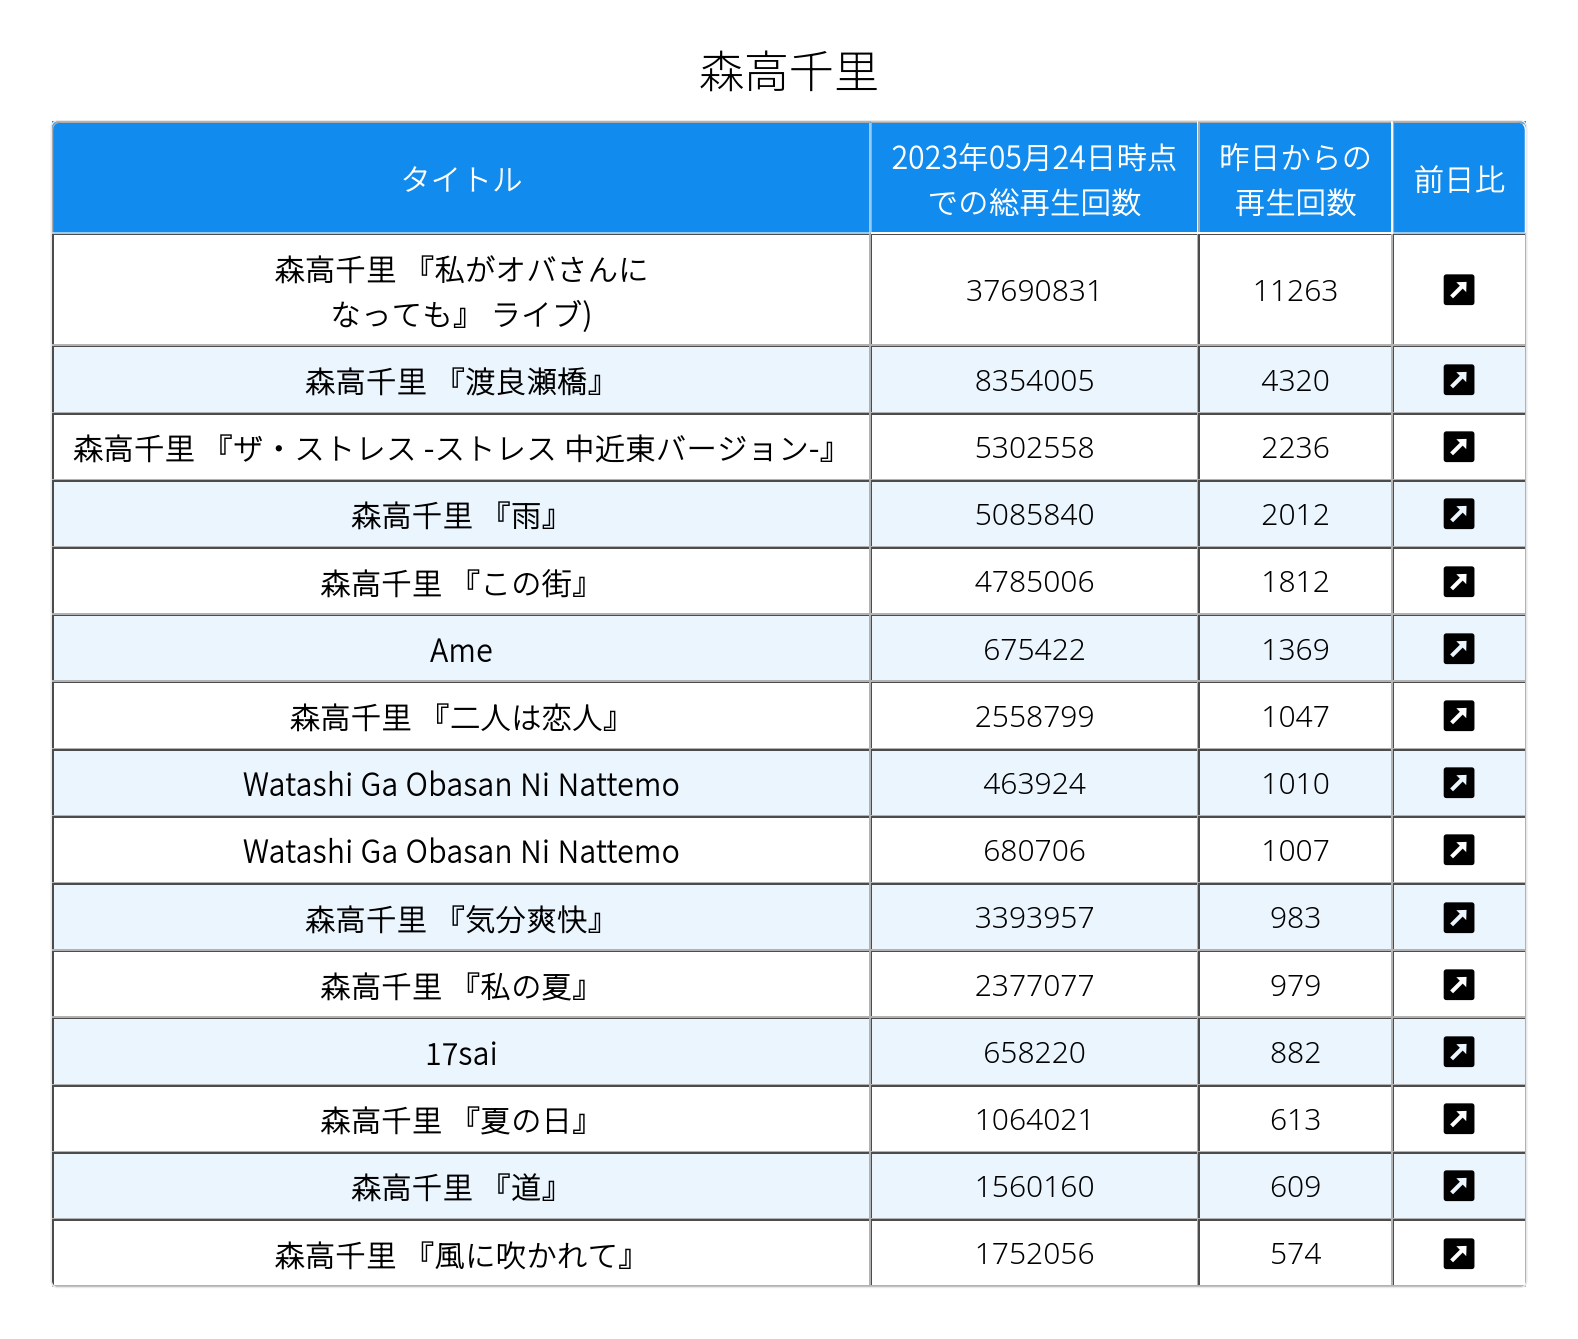 森高千里
タイトル
2023年05月24日時点
での総再生回数
昨日からの
再生回数
前日比
森高千里 『私がオバさんに
なっても』 ライブ)
37690831
11263
森高千里 『渡良瀬橋』
8354005
4320
森高千里 『ザ・ストレス -ストレス 中近東バージョン-』
5302558
2236
森高千里 『雨』
5085840
2012
森高千里 『この街』
4785006
1812
Ame
675422
1369
森高千里 『二人は恋人』
2558799
1047
Watashi Ga Obasan Ni Nattemo
463924
1010
Watashi Ga Obasan Ni Nattemo
680706
1007
森高千里 『気分爽快』
3393957
983
森高千里 『私の夏』
2377077
979
17sai
658220
882
森高千里 『夏の日』
1064021
613
森高千里 『道』
1560160
609
森高千里 『風に吹かれて』
1752056
574